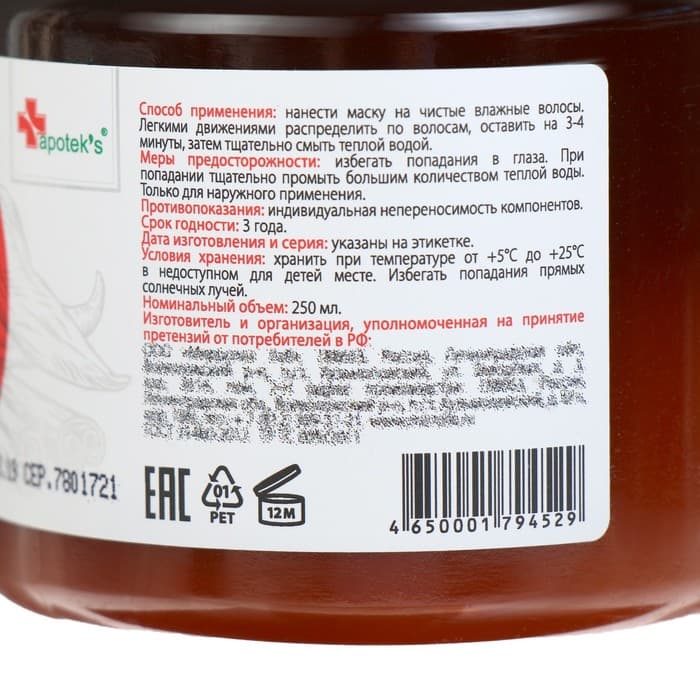 apotek's®
Способ применения: нанести маску на чистые влажные волосы.
Легкими движениями распределить по волосам, оставить на 3-4
минуты, затем тщательно смыть теплой водой.
Меры предосторожности: избегать попадания в глаза. При
попадании тщательно промыть большим количеством теплой воды.
Только для наружного применения.
Противопоказания: индивидуальная непереносимость компонентов.
Срок годности: 3 года.
Дата изготовления и серия: указаны на этикетке.
Условия хранения: хранить при температуре от +5°С до +25°С
в недоступном для детей месте. Избегать попадания прямых
солнечных лучей.
Номинальный объем: 250 мл.
Изготовитель и организация, уполномоченная на принятие
претензий от потребителей в РФ:
СЕР.7801721
EAC
01
PET
12M
4 650001 794529